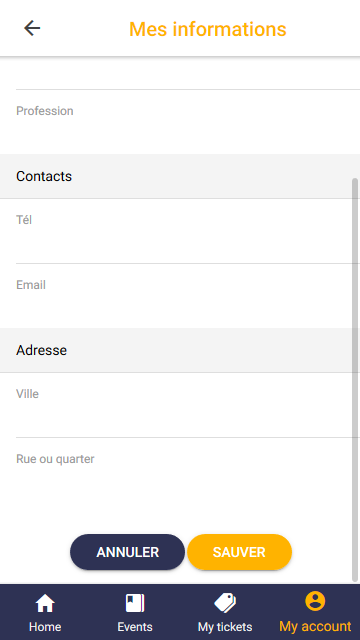 Mes informations
Profession
Contacts
Tél
Email
Adresse
Ville
Rue ou quarter
ANNULER SAUVER
Home Events My tickets My account